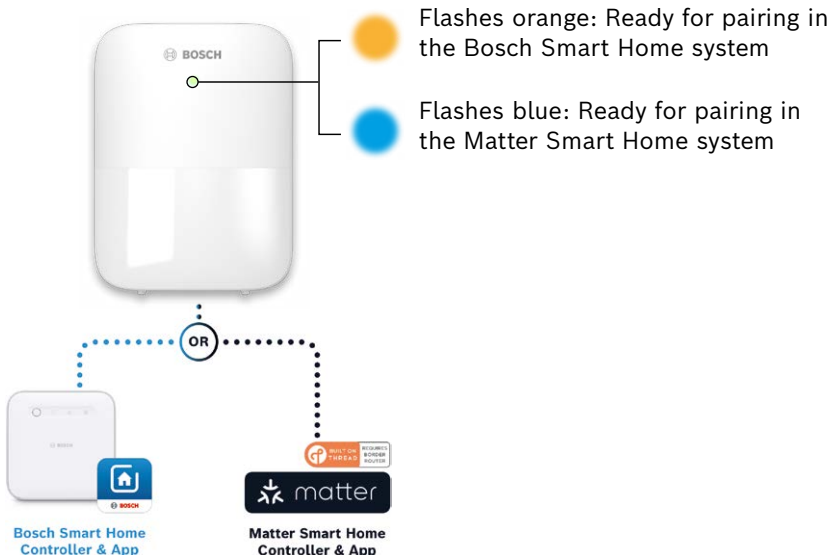 Flashes orange: Ready for pairing in
the Bosch Smart Home system
BOSCH
Flashes blue: Ready for pairing in
the Matter Smart Home system
OR
BUILT ON
THREAD
REQUIRES
BORDER
ROUTER
BOSCH
matter
BOSCH
Bosch Smart Home
Controller & App
Matter Smart Home
Controller & App